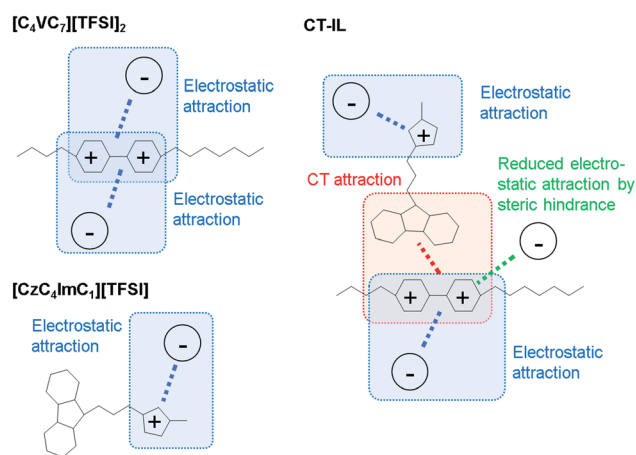 [C₄VC₇][TFSI]₂
Electrostatic
attraction
+ +
-
-
Electrostatic
attraction
[CzC₄ImC₁][TFSI]
Electrostatic
attraction
-
+
CT-IL
-
+
Electrostatic
attraction
CT attraction
Reduced electro-
static attraction by
steric hindrance
-
+ +
-
Electrostatic
attraction